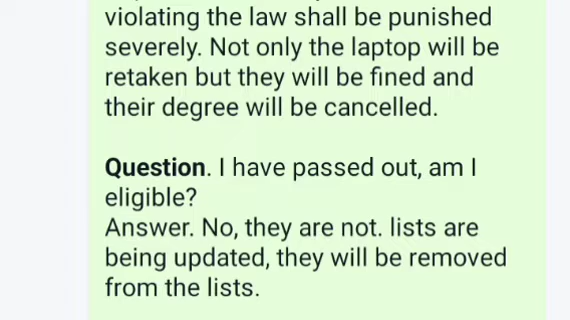 violating the law shall be punished
severely. Not only the laptop will be
retaken but they will be fined and
their degree will be cancelled.
Question. I have passed out, am I
eligible?
Answer. No, they are not. lists are
being updated, they will be removed
from the lists.